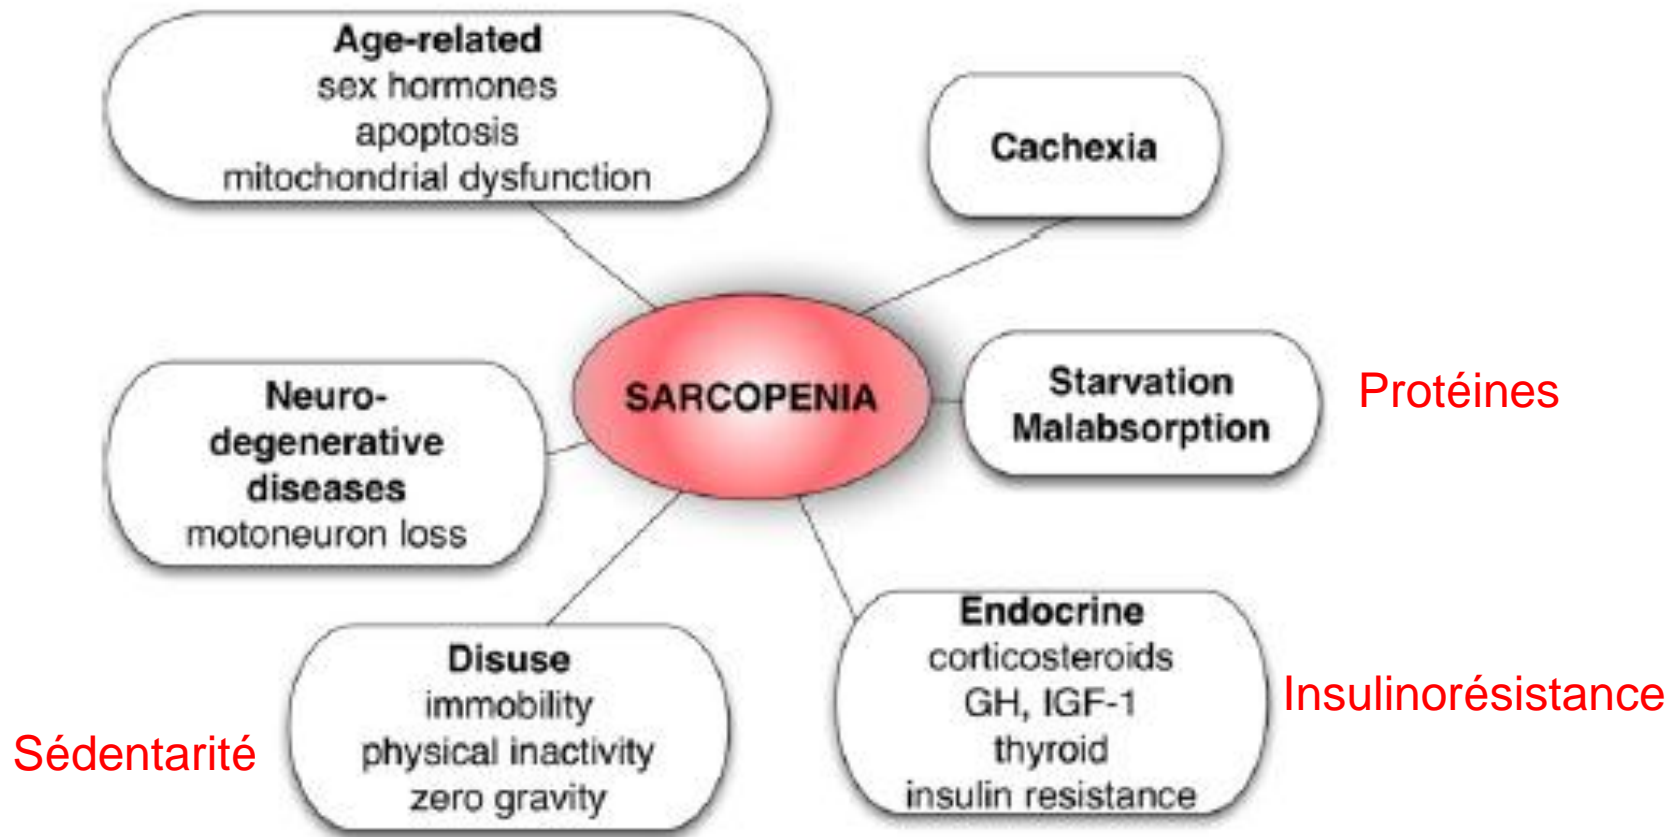 Age-related
sex hormones
apoptosis
mitochondrial dysfunction
Cachexia
SARCOPENIA
Starvation
Malabsorption
Protéines
Neuro-
degenerative
diseases
motoneuron loss
Disuse
immobility
physical inactivity
zero gravity
Sédentarité
Endocrine
corticosteroids
GH, IGF-1
thyroid
insulin resistance
Insulinorésistance